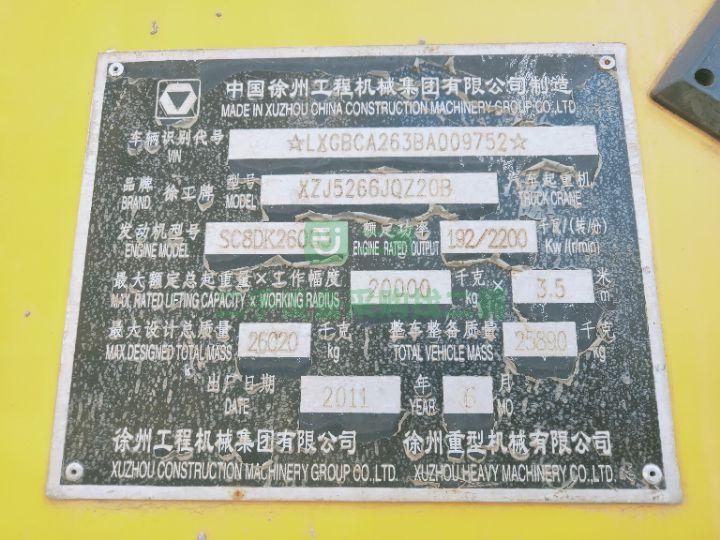 中国徐州工程机械集团有限公司制造
MADE IN XUZHOU CHINA CONSTRUCTION MACHINERY GROUP CO.,LTD
车辆识别代号 ☆LXGBCA263BA009752☆
VIN
品牌 徐工牌 型号 XZJ5266JQZ20B 汽车起重机
BRAND MODEL TRUCK CRANE
发动机型号 SC8DK260 额定功率 192/2200 千瓦/(转/分)
ENGINE MODEL ENGINE RATED OUTPUT Kw/(r/min)
最大额定总起重量×工作幅度 20000 千克 × 3.5 米
MAX. RATED LIFTING CAPACITY × WORKING RADIUS kg m
最大设计总质量 26020 千克 整车整备质量 25890 千克
MAX. DESIGNED TOTAL MASS kg TOTAL VEHICLE MASS kg
出厂日期 2011 年 6 月
DATE YEAR MO
徐州工程机械集团有限公司 徐州重型机械有限公司
XUZHOU CONSTRUCTION MACHINERY GROUP CO.,LTD. XUZHOU HEAVY MACHINERY CO.,LTD.